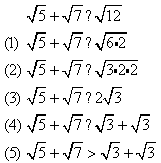 √5 + √7 ? √12
(1) √5 + √7 ? √6▪2
(2) √5 + √7 ? √3▪2▪2
(3) √5 + √7 ? 2√3
(4) √5 + √7 ? √3 + √3
(5) √5 + √7 > √3 + √3